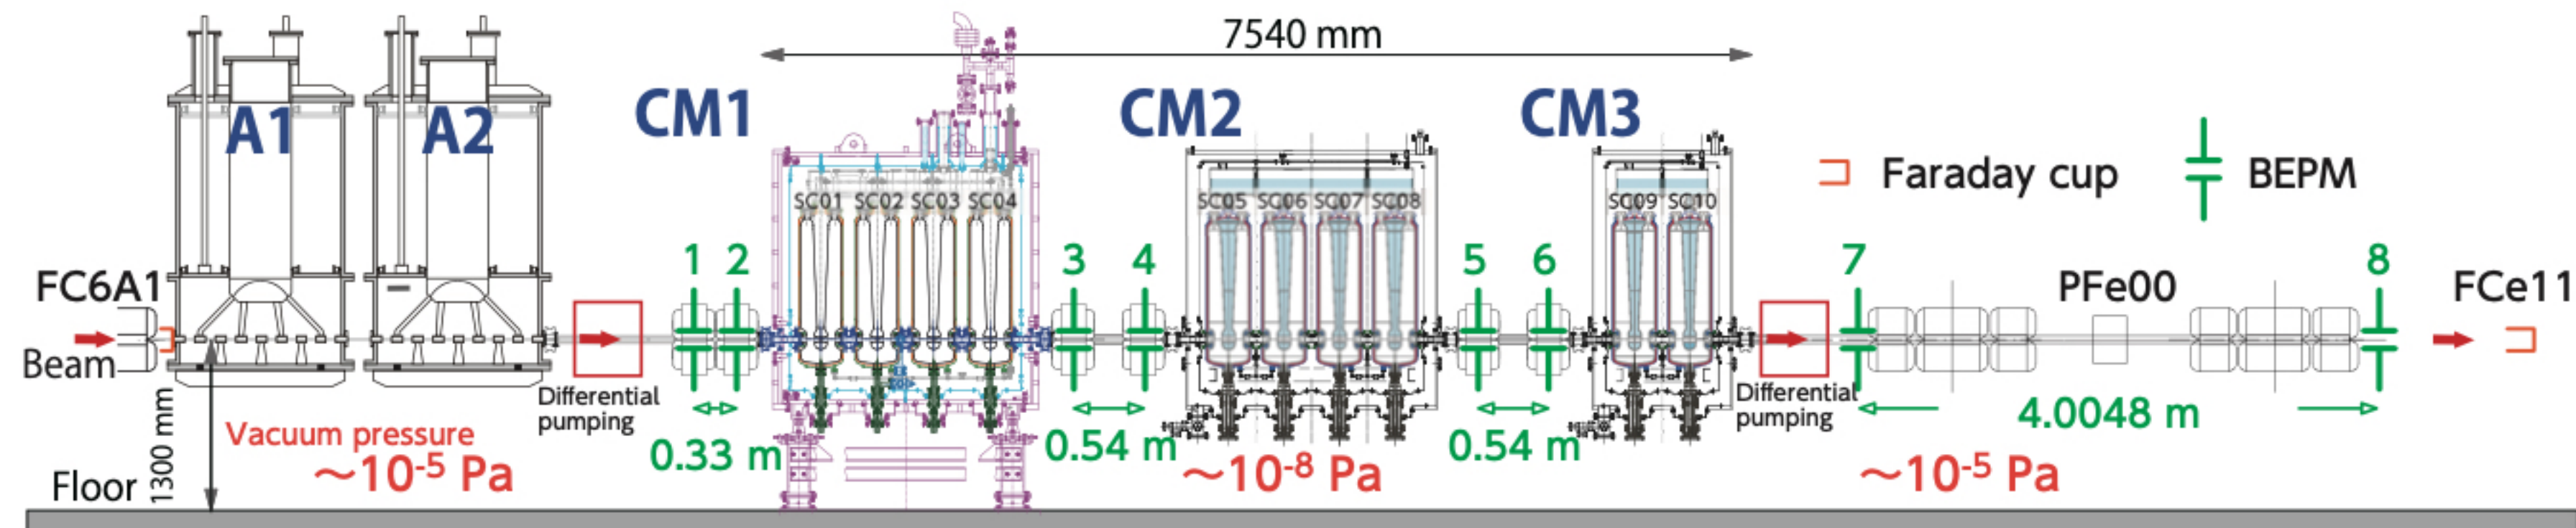 7540 mm
A1
A2
CM1
CM2
CM3
Faraday cup
BEPM
SC01 SC02 SC03 SC04
SC05 SC06 SC07 SC08
SC09 SC10
FC6A1
Beam
1 2
3 4
5 6
7
PFe00
8
FCe11
Differential
pumping
Differential
pumping
0.33 m
0.54 m
0.54 m
4.0048 m
1300 mm
Vacuum pressure
～10⁻⁵ Pa
～10⁻⁸ Pa
～10⁻⁵ Pa
Floor